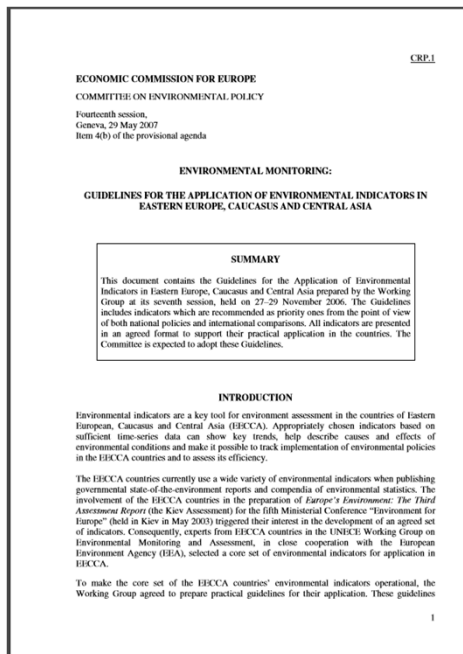 CRP.1
ECONOMIC COMMISSION FOR EUROPE
COMMITTEE ON ENVIRONMENTAL POLICY
Fourteenth session,
Geneva, 29 May 2007
Item 4(b) of the provisional agenda
ENVIRONMENTAL MONITORING:
GUIDELINES FOR THE APPLICATION OF ENVIRONMENTAL INDICATORS IN
EASTERN EUROPE, CAUCASUS AND CENTRAL ASIA
SUMMARY
This document contains the Guidelines for the Application of Environmental
Indicators in Eastern Europe, Caucasus and Central Asia prepared by the Working
Group at its seventh session, held on 27–29 November 2006. The Guidelines
includes indicators which are recommended as priority ones from the point of view
of both national policies and international comparisons. All indicators are presented
in an agreed format to support their practical application in the countries. The
Committee is expected to adopt these Guidelines.
INTRODUCTION
Environmental indicators are a key tool for environment assessment in the countries of Eastern
European, Caucasus and Central Asia (EECCA). Appropriately chosen indicators based on
sufficient time-series data can show key trends, help describe causes and effects of
environmental conditions and make it possible to track implementation of environmental policies
in the EECCA countries and to assess its efficiency.
The EECCA countries currently use a wide variety of environmental indicators when publishing
governmental state-of-the-environment reports and compendia of environmental statistics. The
involvement of the EECCA countries in the preparation of Europe's Environment: The Third
Assessment Report (the Kiev Assessment) for the fifth Ministerial Conference “Environment for
Europe” (held in Kiev in May 2003) triggered their interest in the development of an agreed set
of indicators. Consequently, experts from EECCA countries in the UNECE Working Group on
Environmental Monitoring and Assessment, in close cooperation with the European
Environment Agency (EEA), selected a core set of environmental indicators for application in
EECCA.
To make the core set of the EECCA countries' environmental indicators operational, the
Working Group agreed to prepare practical guidelines for their application. These guidelines
1